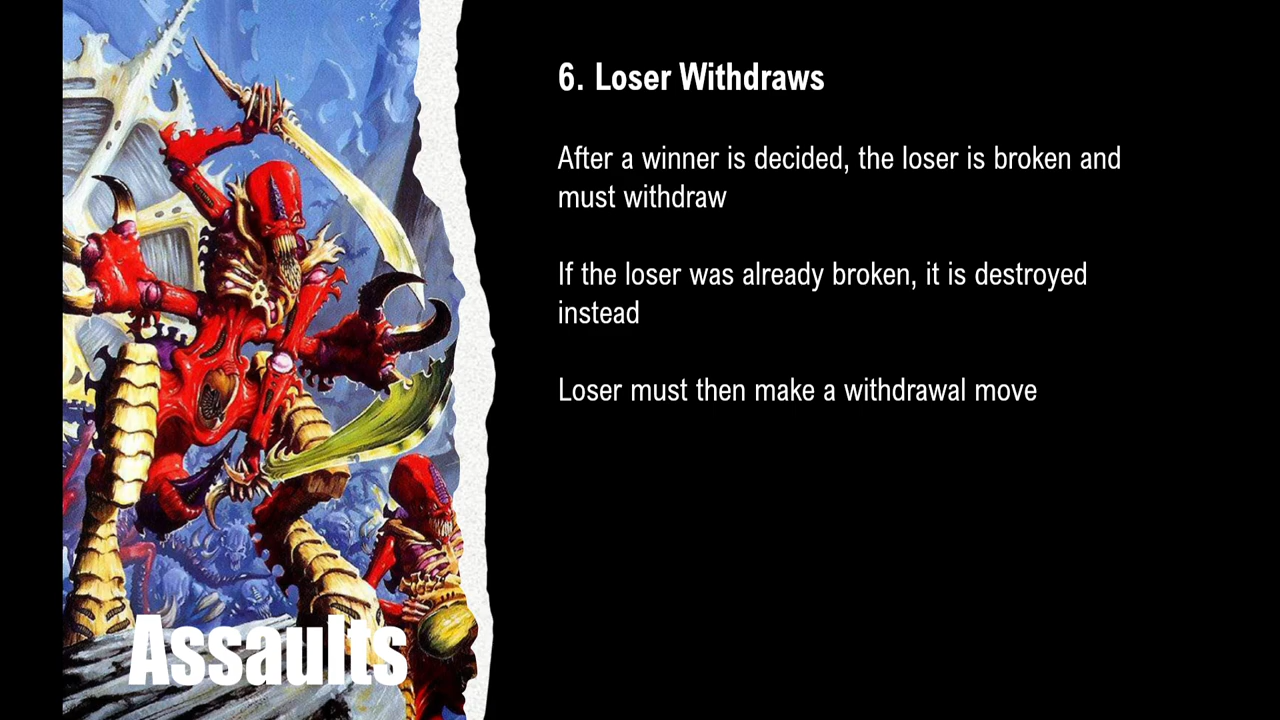 6. Loser Withdraws
After a winner is decided, the loser is broken and
must withdraw
If the loser was already broken, it is destroyed
instead
Loser must then make a withdrawal move
Assaults